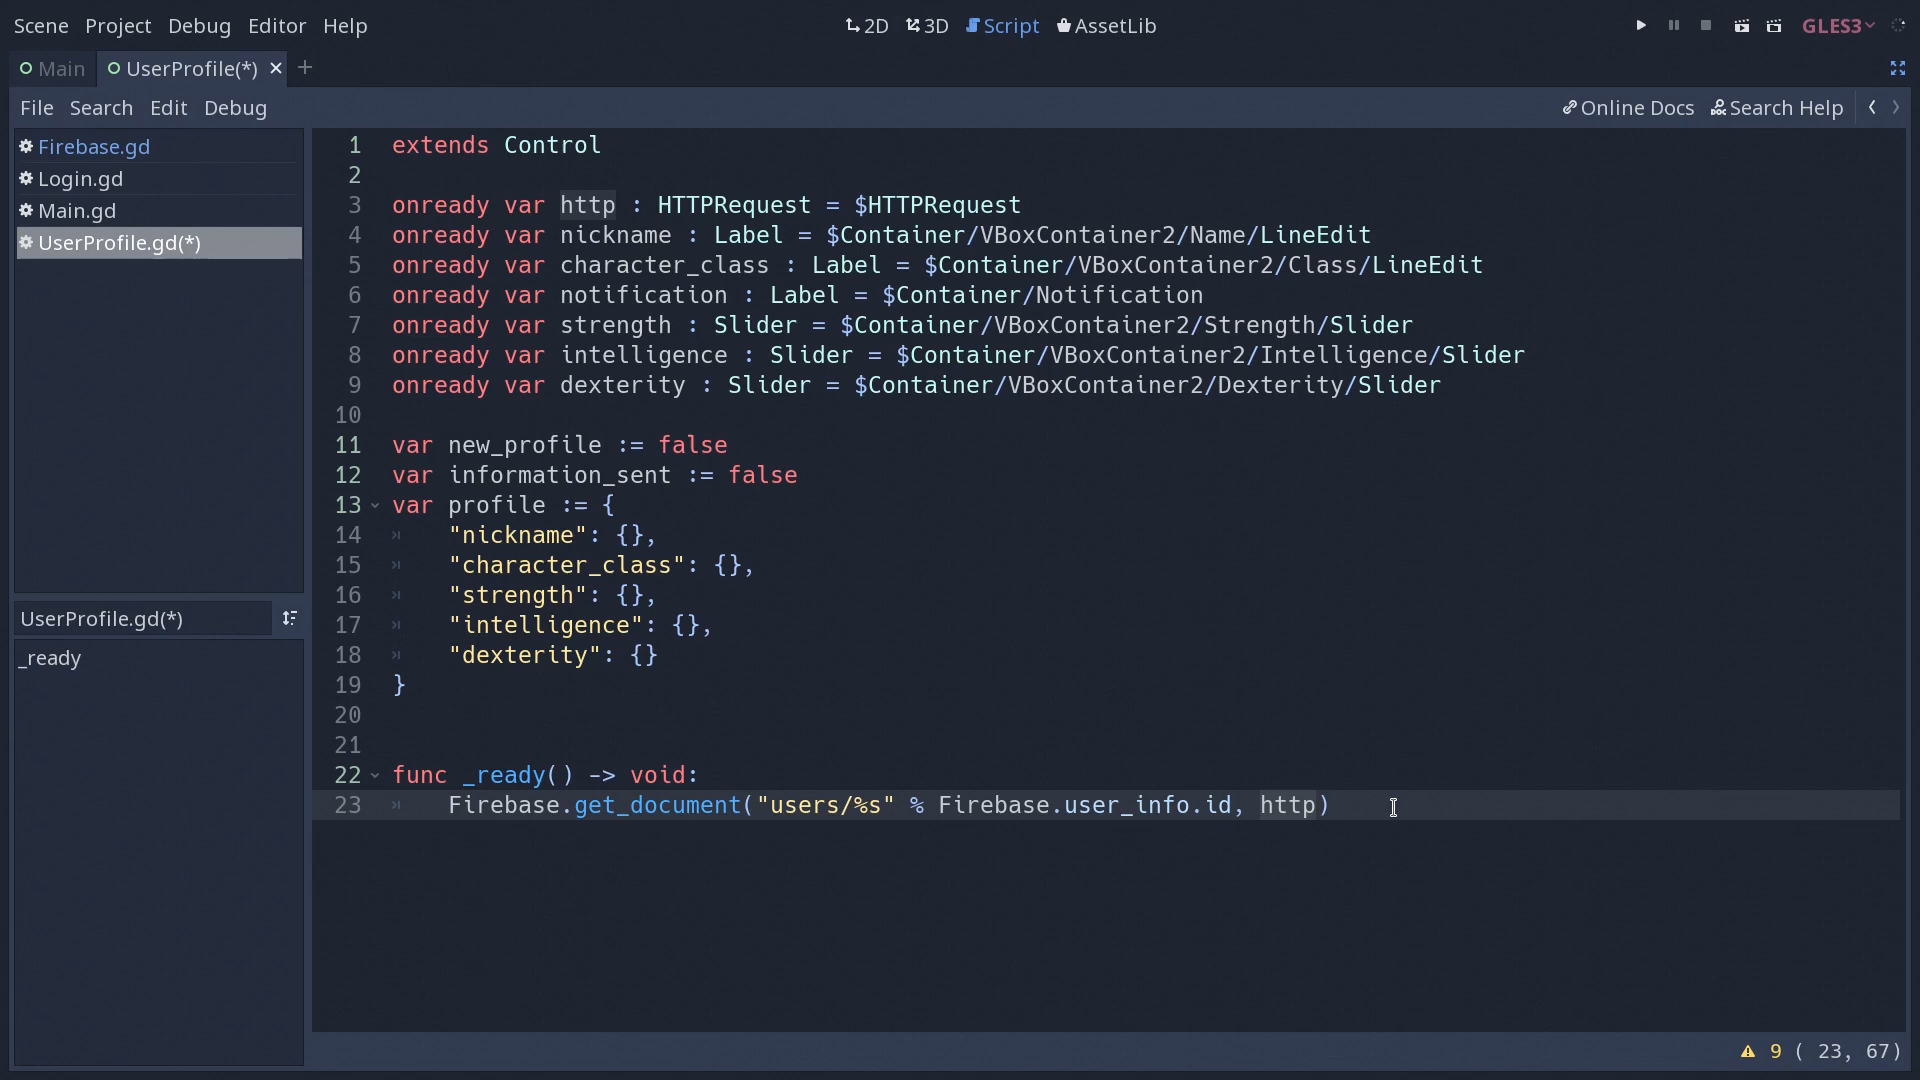 Scene Project Debug Editor Help 2D 3D Script AssetLib GLES3
Main UserProfile(*)
File Search Edit Debug Online Docs Search Help
Firebase.gd
Login.gd
Main.gd
UserProfile.gd(*)
UserProfile.gd(*)
_ready
1 extends Control
2
3 onready var http : HTTPRequest = $HTTPRequest
4 onready var nickname : Label = $Container/VBoxContainer2/Name/LineEdit
5 onready var character_class : Label = $Container/VBoxContainer2/Class/LineEdit
6 onready var notification : Label = $Container/Notification
7 onready var strength : Slider = $Container/VBoxContainer2/Strength/Slider
8 onready var intelligence : Slider = $Container/VBoxContainer2/Intelligence/Slider
9 onready var dexterity : Slider = $Container/VBoxContainer2/Dexterity/Slider
10
11 var new_profile := false
12 var information_sent := false
13 var profile := {
14 "nickname": {},
15 "character_class": {},
16 "strength": {},
17 "intelligence": {},
18 "dexterity": {}
19 }
20
21
22 func _ready() -> void:
23 Firebase.get_document("users/%s" % Firebase.user_info.id, http)
9 ( 23, 67)